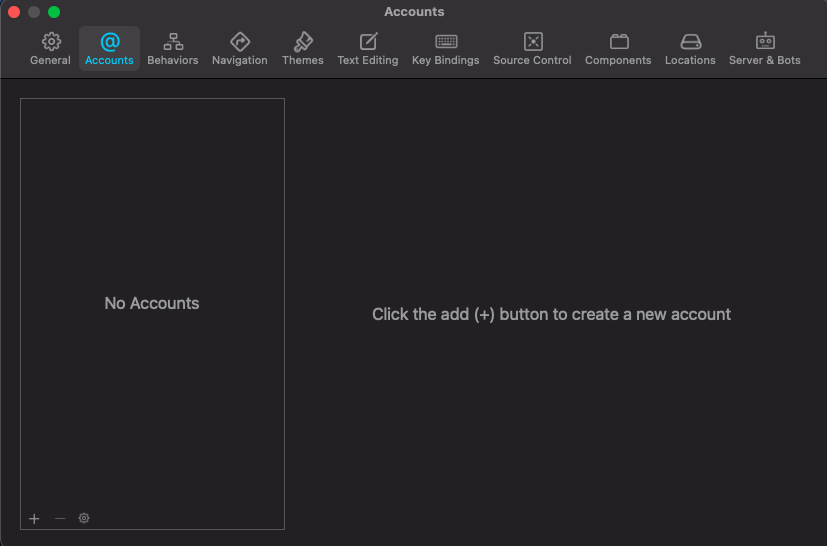 Accounts
General
Accounts
Behaviors
Navigation
Themes
Text Editing
Key Bindings
Source Control
Components
Locations
Server & Bots
No Accounts
Click the add (+) button to create a new account